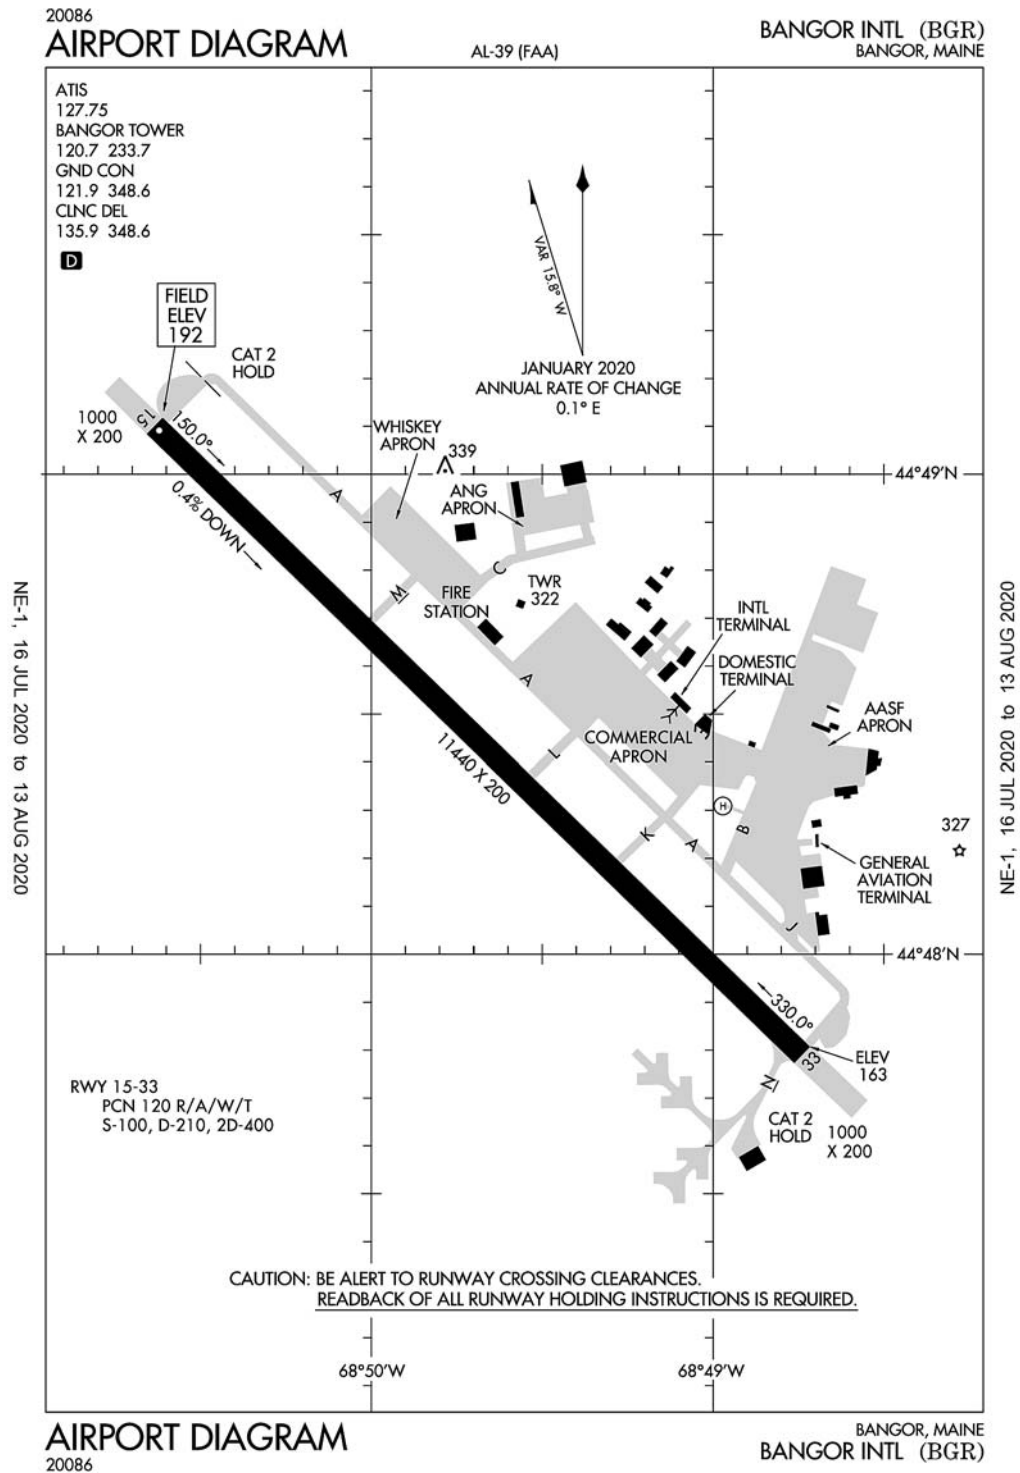 20086
AIRPORT DIAGRAM
AL-39 (FAA)
BANGOR INTL (BGR)
BANGOR, MAINE
ATIS
127.75
BANGOR TOWER
120.7 233.7
GND CON
121.9 348.6
CLNC DEL
135.9 348.6
D
VAR 15.8° W
JANUARY 2020
ANNUAL RATE OF CHANGE
0.1° E
FIELD
ELEV
192
CAT 2
HOLD
1000
X 200
15
150.0°
0.4% DOWN
A
WHISKEY
APRON
339
ANG
APRON
44°49'N
C
M
FIRE
STATION
TWR
322
INTL
TERMINAL
DOMESTIC
TERMINAL
A
AASF
APRON
COMMERCIAL
APRON
L
11440 X 200
H
K
A
B
327
GENERAL
AVIATION
TERMINAL
J
44°48'N
330.0°
33
ELEV
163
N
CAT 2
HOLD
1000
X 200
RWY 15-33
PCN 120 R/A/W/T
S-100, D-210, 2D-400
CAUTION: BE ALERT TO RUNWAY CROSSING CLEARANCES.
READBACK OF ALL RUNWAY HOLDING INSTRUCTIONS IS REQUIRED.
68°50'W
68°49'W
NE-1, 16 JUL 2020 to 13 AUG 2020
NE-1, 16 JUL 2020 to 13 AUG 2020
AIRPORT DIAGRAM
20086
BANGOR, MAINE
BANGOR INTL (BGR)